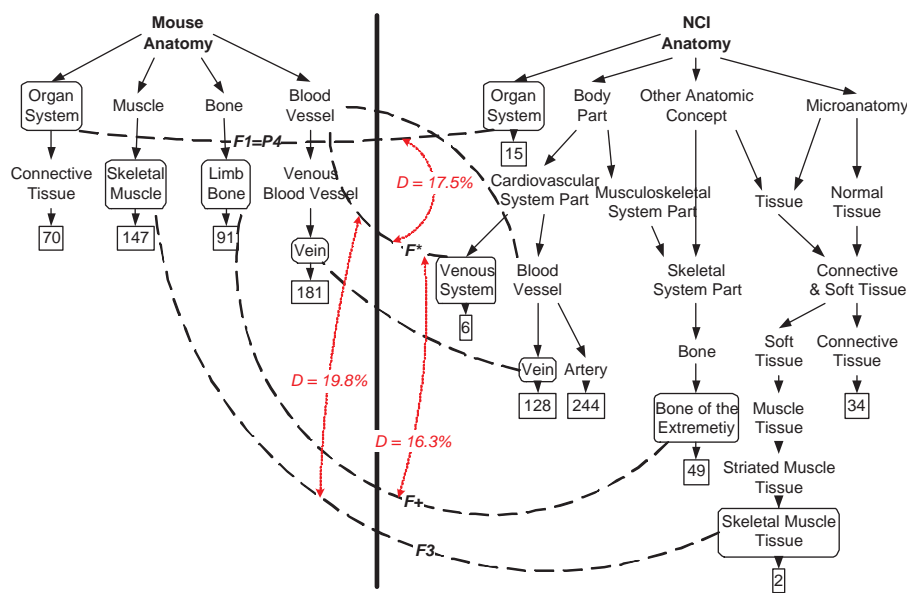 Mouse
Anatomy
NCI
Anatomy
Organ
System
Muscle
Bone
Blood
Vessel
Organ
System
Body
Part
Other Anatomic
Concept
Microanatomy
F1=P4
15
D = 17.5%
Connective
Tissue
Skeletal
Muscle
Limb
Bone
Venous
Blood Vessel
Cardiovascular
System Part
Musculoskeletal
System Part
Tissue
Normal
Tissue
70
147
91
Vein
181
F*
Venous
System
6
Blood
Vessel
Skeletal
System Part
Connective
& Soft Tissue
Soft
Tissue
Connective
Tissue
34
Bone
Vein
128
Artery
244
D = 19.8%
D = 16.3%
Bone of the
Extremetiy
49
Muscle
Tissue
Striated Muscle
Tissue
F+
Skeletal Muscle
Tissue
2
F3